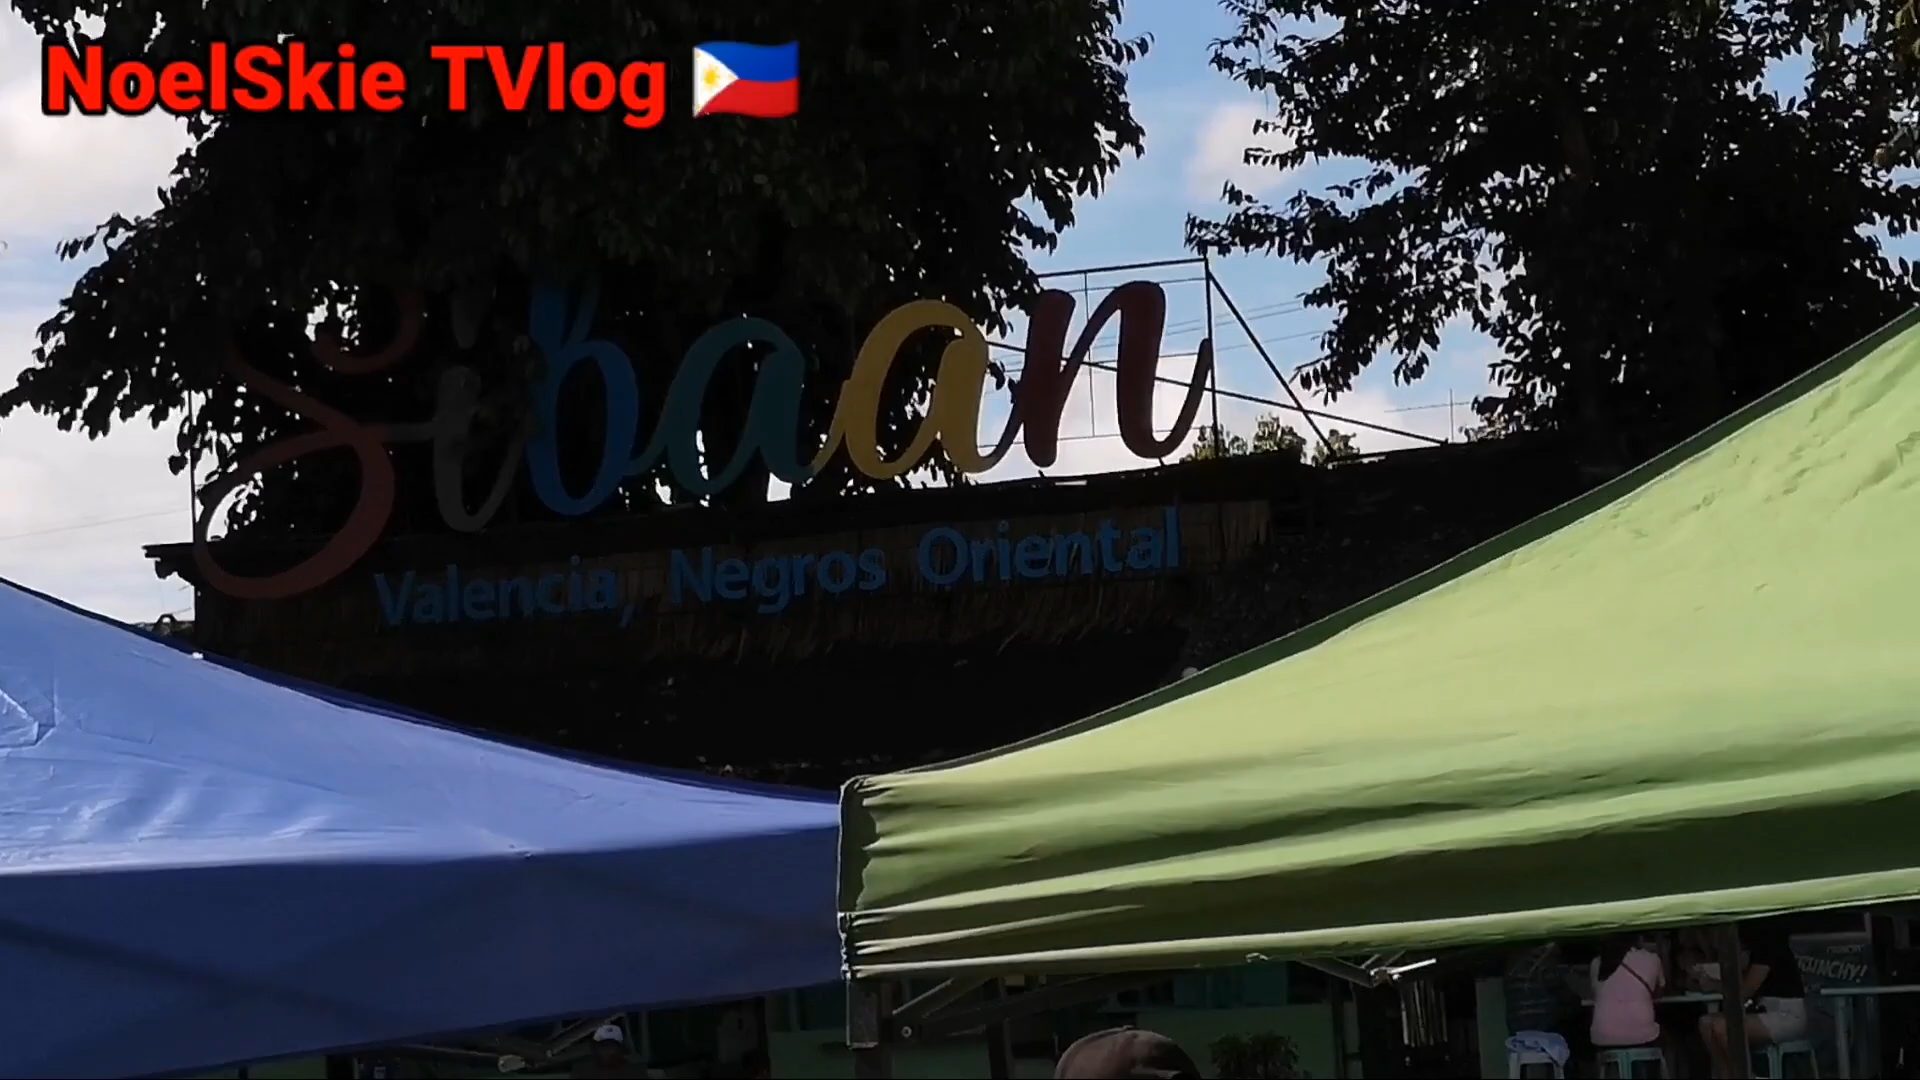 NoelSkie TVlog 🇵🇭
Sibaan
Valencia, Negros Oriental